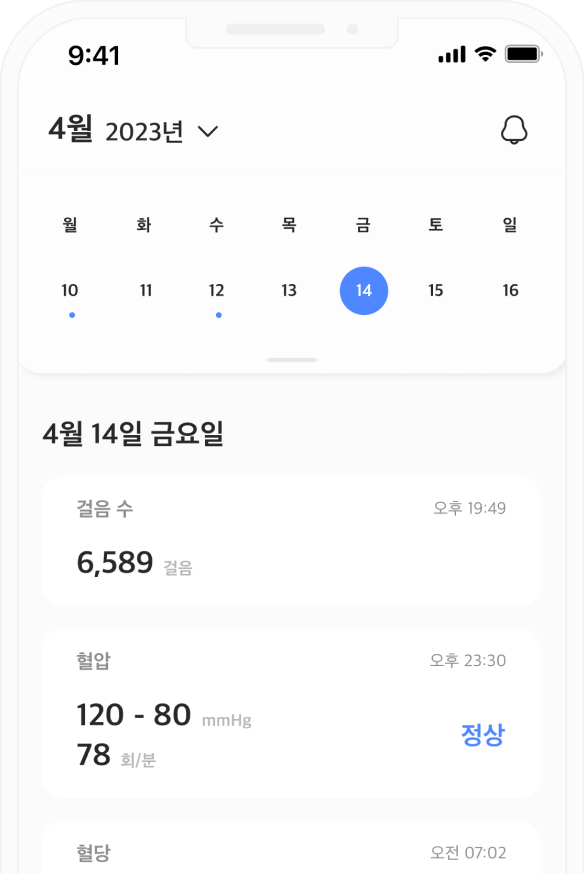 9:41
4월 2023년
월 화 수 목 금 토 일
10 11 12 13 14 15 16
4월 14일 금요일
걸음 수 오후 19:49
6,589 걸음
혈압 오후 23:30
120 - 80 mmHg
정상
78 회/분
혈당 오전 07:02